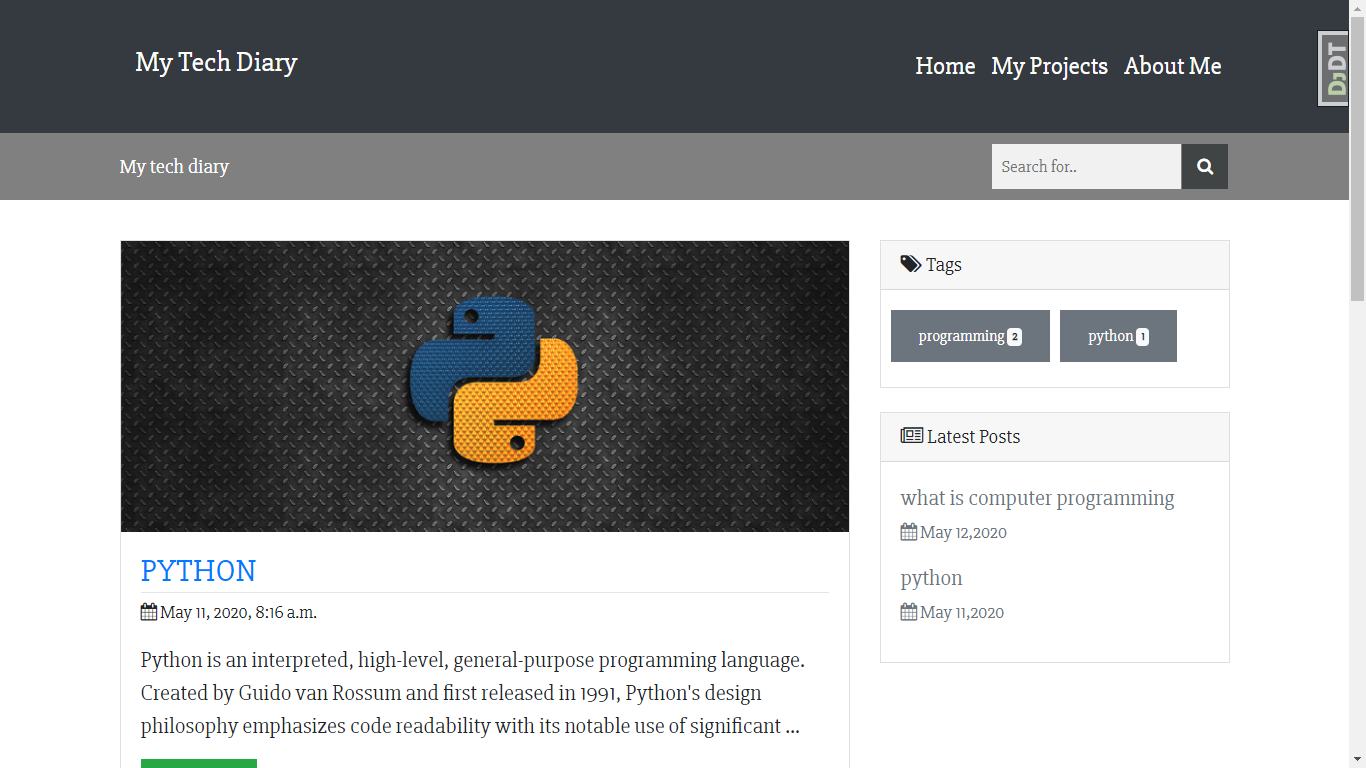 My Tech Diary
Home My Projects About Me
DjDT
My tech diary
Search for..
PYTHON
May 11, 2020, 8:16 a.m.
Python is an interpreted, high-level, general-purpose programming language.
Created by Guido van Rossum and first released in 1991, Python's design
philosophy emphasizes code readability with its notable use of significant ...
Tags
programming 2 python 1
Latest Posts
what is computer programming
May 12,2020
python
May 11,2020